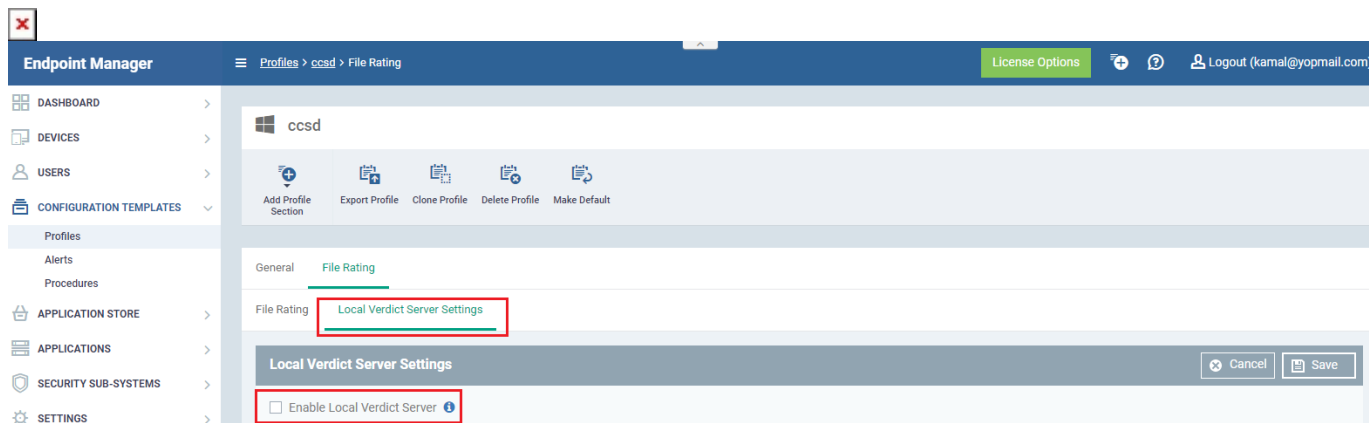 Endpoint Manager
Profiles > ccsd > File Rating
License Options
Logout (kamal@yopmail.com)
DASHBOARD
DEVICES
USERS
CONFIGURATION TEMPLATES
Profiles
Alerts
Procedures
APPLICATION STORE
APPLICATIONS
SECURITY SUB-SYSTEMS
SETTINGS
ccsd
Add Profile
Section
Export Profile
Clone Profile
Delete Profile
Make Default
General
File Rating
File Rating
Local Verdict Server Settings
Local Verdict Server Settings
Cancel
Save
Enable Local Verdict Server